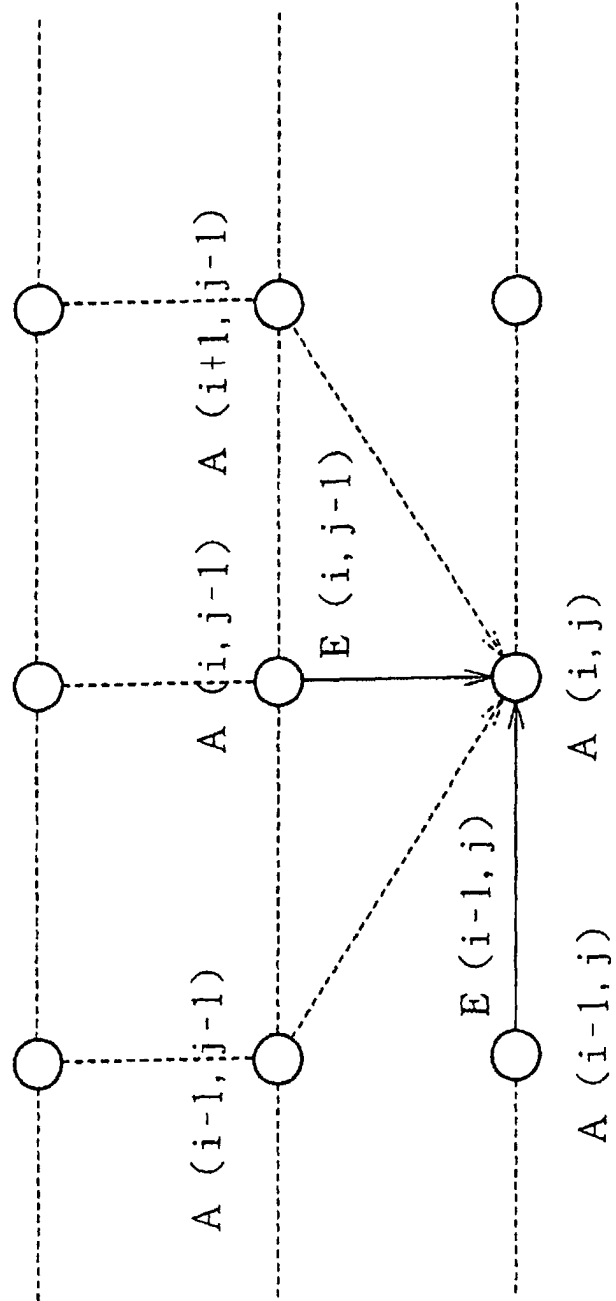 A (i-1, j-1)
A (i, j-1)
A (i+1, j-1)
E (i, j-1)
E (i-1, j)
A (i-1, j)
A (i, j)